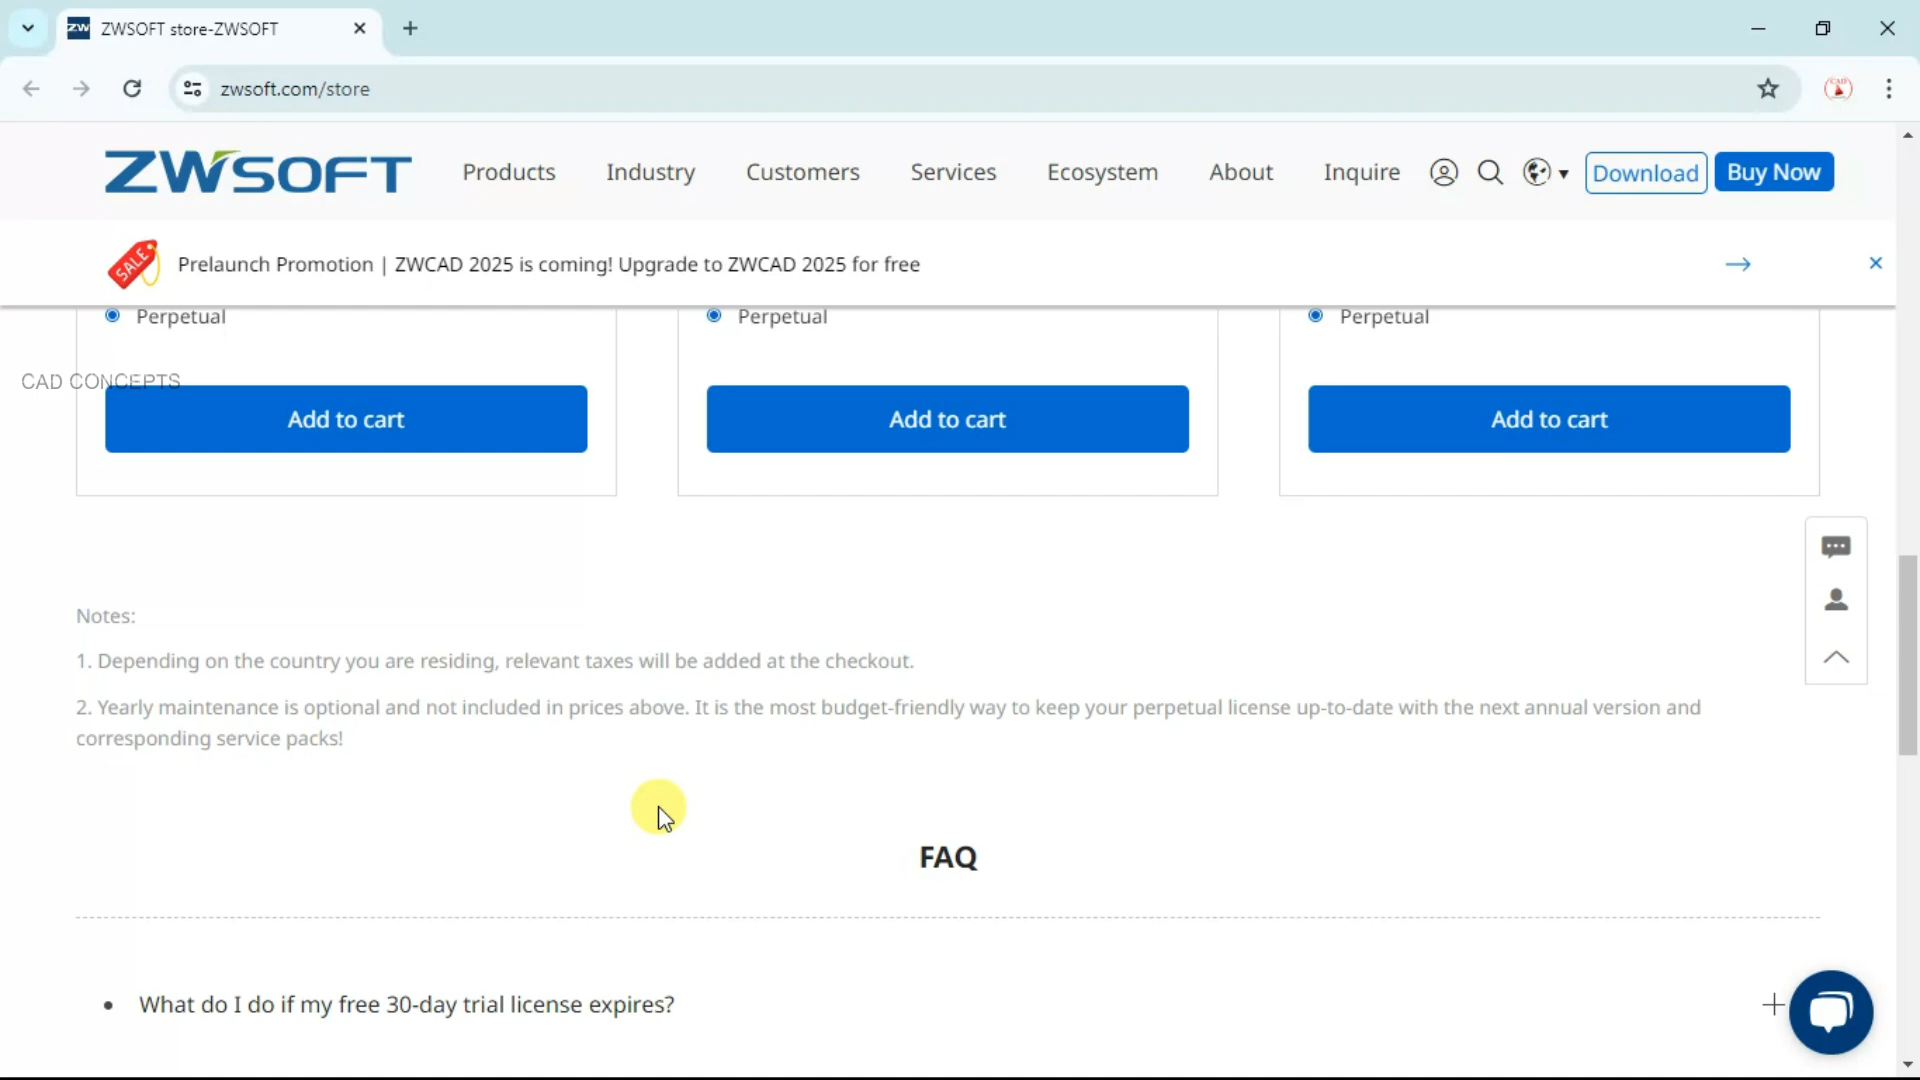 ZW ZWSOFT store-ZWSOFT
zwsoft.com/store
ZWSOFT Products Industry Customers Services Ecosystem About Inquire Download Buy Now
SALE Prelaunch Promotion | ZWCAD 2025 is coming! Upgrade to ZWCAD 2025 for free
Perpetual Perpetual Perpetual
CAD CONCEPTS
Add to cart Add to cart Add to cart
Notes:
1. Depending on the country you are residing, relevant taxes will be added at the checkout.
2. Yearly maintenance is optional and not included in prices above. It is the most budget-friendly way to keep your perpetual license up-to-date with the next annual version and
corresponding service packs!
FAQ
• What do I do if my free 30-day trial license expires?